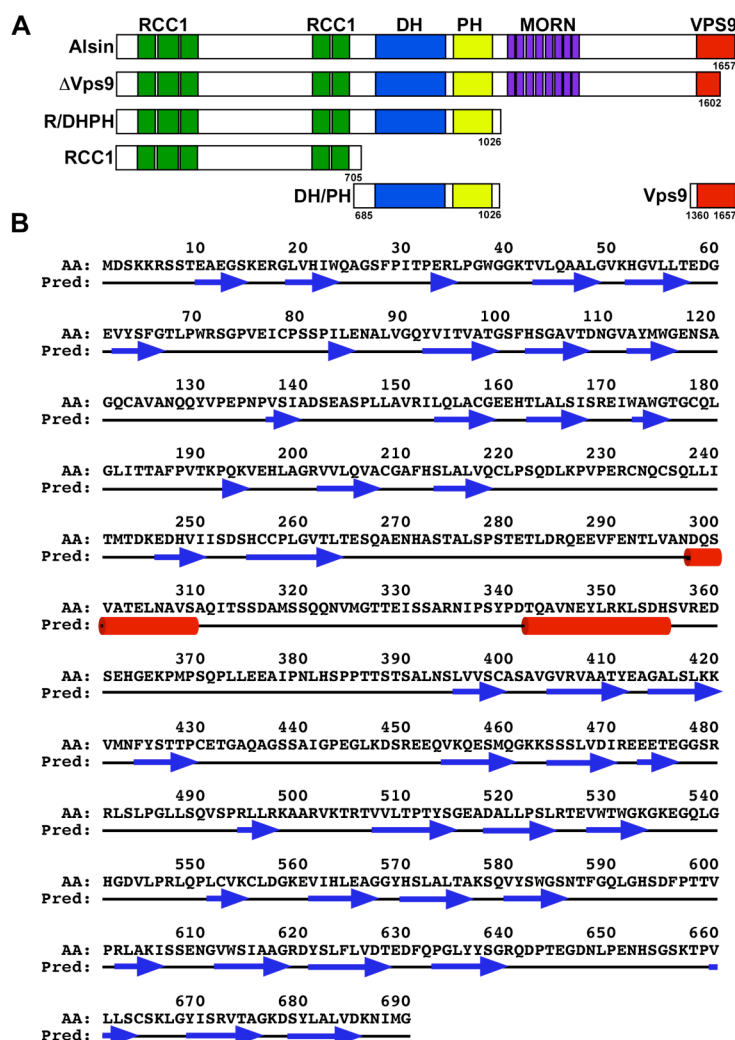 A
RCC1 RCC1 DH PH MORN VPS9
Alsin
1657
ΔVps9
1602
R/DHPH
1026
RCC1
705
DH/PH
685 1026
Vps9
1360 1657
B
10 20 30 40 50 60
AA: MDSKKRSSTEAEGSKERGLVHIWQAGSFPITPERLPGWGGKTVLQAALGVKHGVLLTEDG
Pred:
70 80 90 100 110 120
AA: EVYSFGTLPWRSGPVEICPSSPILENALVGQYVITVATGSFHSGAVTDNGVAYMWGENSA
Pred:
130 140 150 160 170 180
AA: GQCAVANQQYVPEPNPVSIADSEASPLLAVRILQLACGEEHTLALSISREIWAWGTGCQL
Pred:
190 200 210 220 230 240
AA: GLITTAFPVTKPQKVEHLAGRVVLQVACGAFHSLALVQCLPSQDLKPVPERCNQCSQLLI
Pred:
250 260 270 280 290 300
AA: TMTDKEDHVIISDSHCCPLGVTLTESQAENHASTALSPSTETLDRQEEVFENTLVANDQS
Pred:
310 320 330 340 350 360
AA: VATELNAVSAQITSSDAMSSQQNVMGTTEISSARNIPSYPDTQAVNEYLRKLSDHSVRED
Pred:
370 380 390 400 410 420
AA: SEHGEKPMPSQPLLEEAIPNLHSPPTTSTSALNSLVVSCASAVGVRVAATYEAGALSLKK
Pred:
430 440 450 460 470 480
AA: VMNFYSTTPCETGAQAGSSAIGPEGLKDSREEQVKQESMQGKKSSSLVDIREEETEGGSR
Pred:
490 500 510 520 530 540
AA: RLSLPGLLSQVSPRLLRKAARVKTRTVVLTPTYSGEADALLPSLRTEVWTWGKGKEGQLG
Pred:
550 560 570 580 590 600
AA: HGDVLPRLQPLCVKCLDGKEVIHLEAGGYHSLALTAKSQVYSWGSNTFGQLGHSDFPTTV
Pred:
610 620 630 640 650 660
AA: PRLAKISSENGVWSIAAGRDYSLFLVDTEDFQPGLYYSGRQDPTEGDNLPENHSGSKTPV
Pred:
670 680 690
AA: LLSCSKLGYISRVTAGKDSYLALVDKNIMG
Pred: